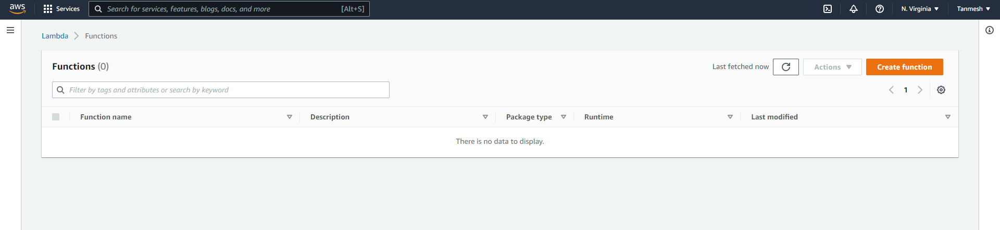 aws Services Search for services, features, blogs, docs, and more [Alt+S] N. Virginia Tanmesh
Lambda Functions
Functions (0) Last fetched now Actions Create function
Filter by tags and attributes or search by keyword 1
Function name Description Package type Runtime Last modified
There is no data to display.